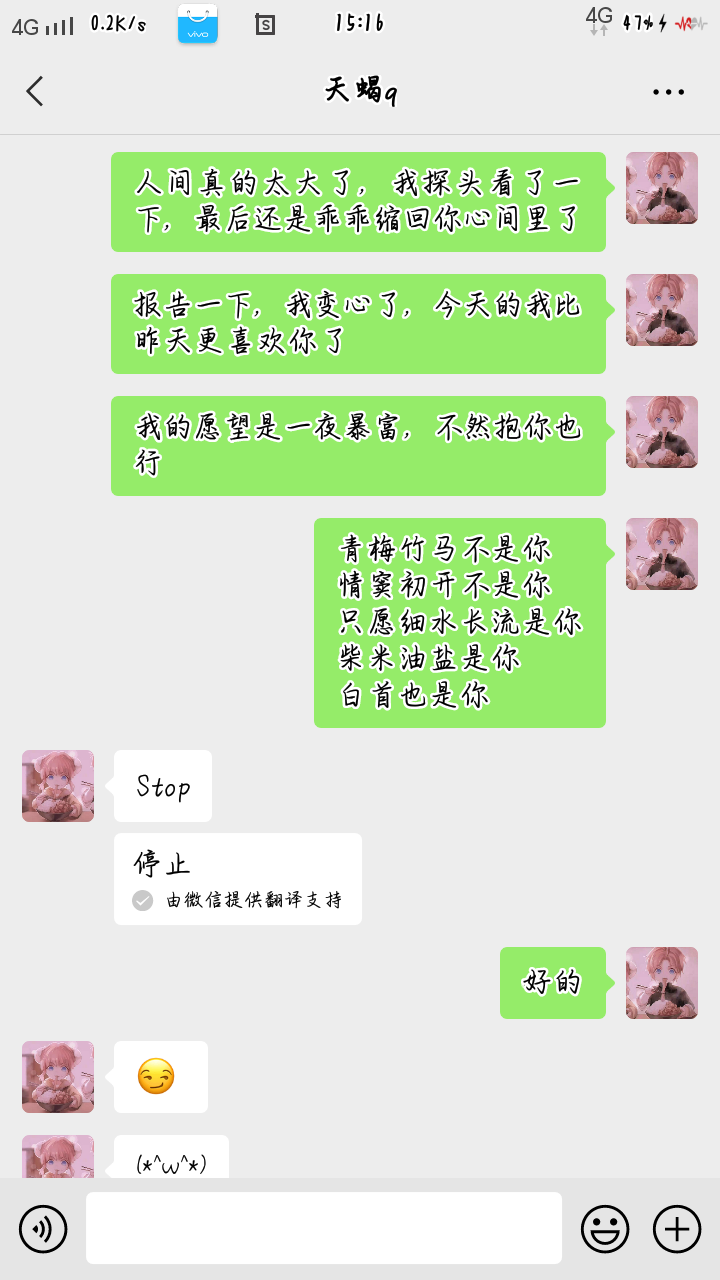 4G 0.2K/s vivo S 15:16 4G 47%
天蝎q
人间真的太大了，我探头看了一
下，最后还是乖乖缩回你心间里了
报告一下，我变心了，今天的我比
昨天更喜欢你了
我的愿望是一夜暴富，不然抱你也
行
青梅竹马不是你
情窦初开不是你
只愿细水长流是你
柴米油盐是你
白首也是你
Stop
停止
由微信提供翻译支持
好的
😏
(*^ω^*)